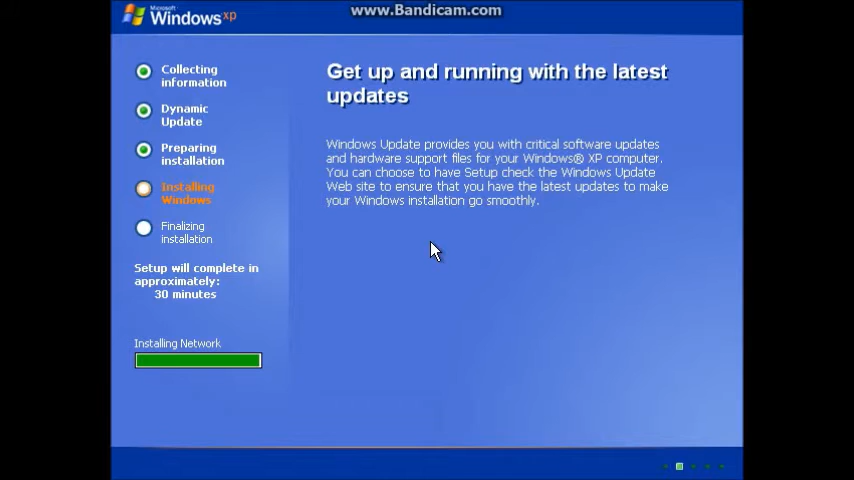 www.Bandicam.com
Microsoft
Windows xp
Collecting
information
Dynamic
Update
Preparing
installation
Installing
Windows
Finalizing
installation
Setup will complete in
approximately:
30 minutes
Installing Network
Get up and running with the latest
updates
Windows Update provides you with critical software updates
and hardware support files for your Windows® XP computer.
You can choose to have Setup check the Windows Update
Web site to ensure that you have the latest updates to make
your Windows installation go smoothly.